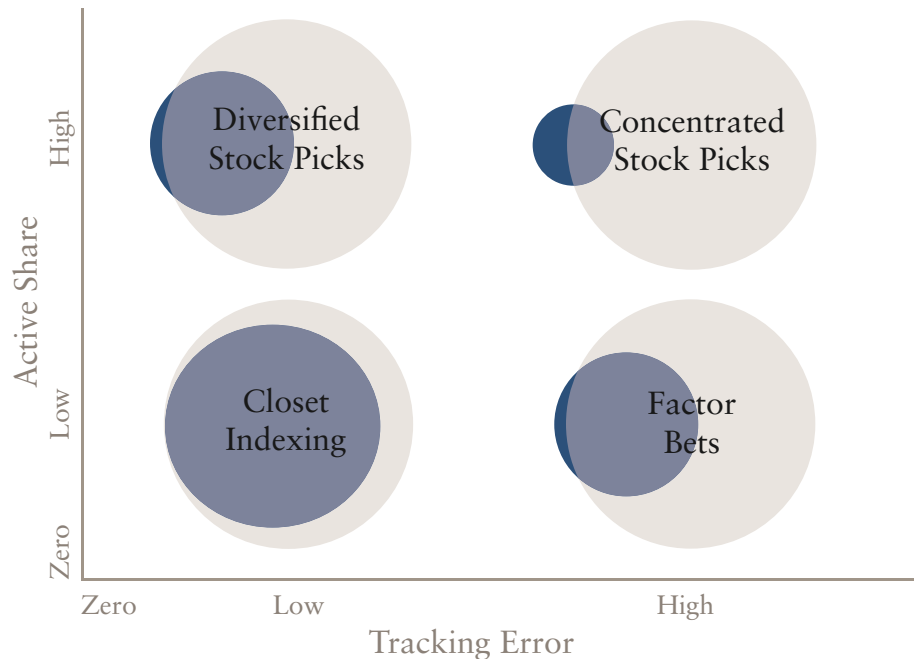 High
Diversified
Stock Picks
Concentrated
Stock Picks
Active Share
Low
Closet
Indexing
Factor
Bets
Zero
Zero
Low
High
Tracking Error